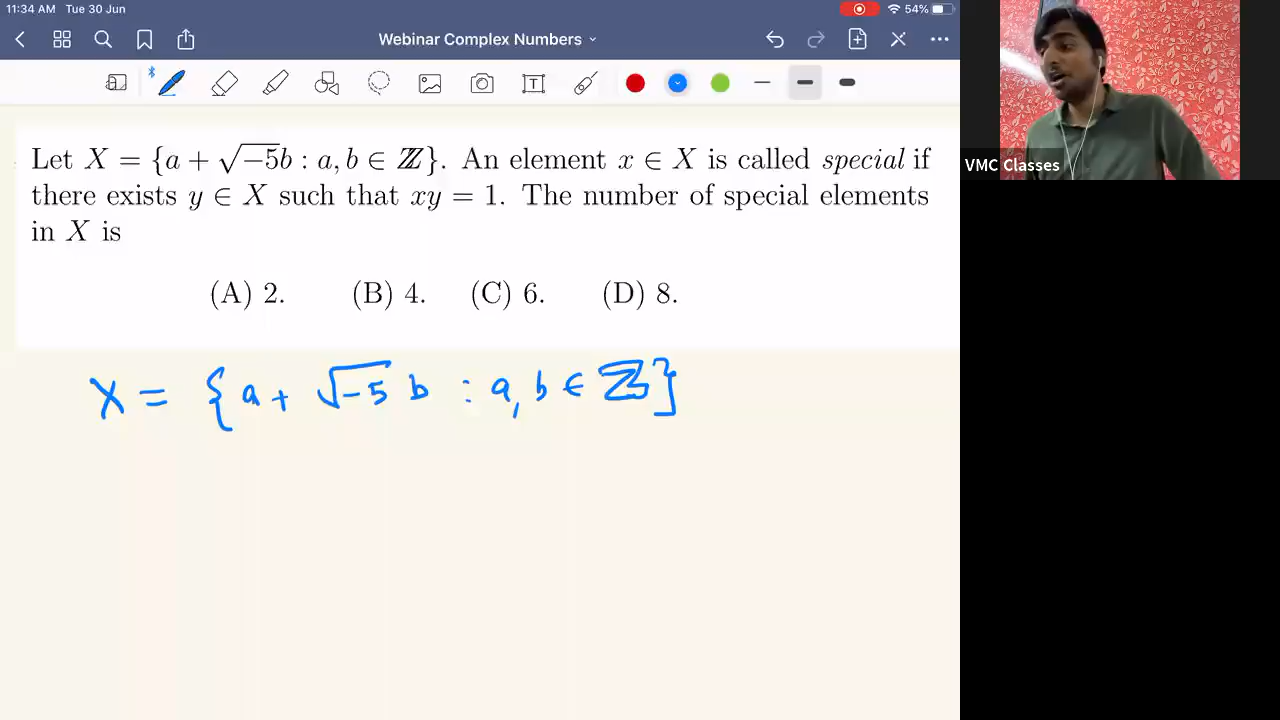 11:34 AM Tue 30 Jun
54%
Webinar Complex Numbers
Let X = {a + √−5b : a, b ∈ ℤ}. An element x ∈ X is called special if
there exists y ∈ X such that xy = 1. The number of special elements
in X is
(A) 2. (B) 4. (C) 6. (D) 8.
X = {a + √−5 b : a, b ∈ ℤ}
VMC Classes